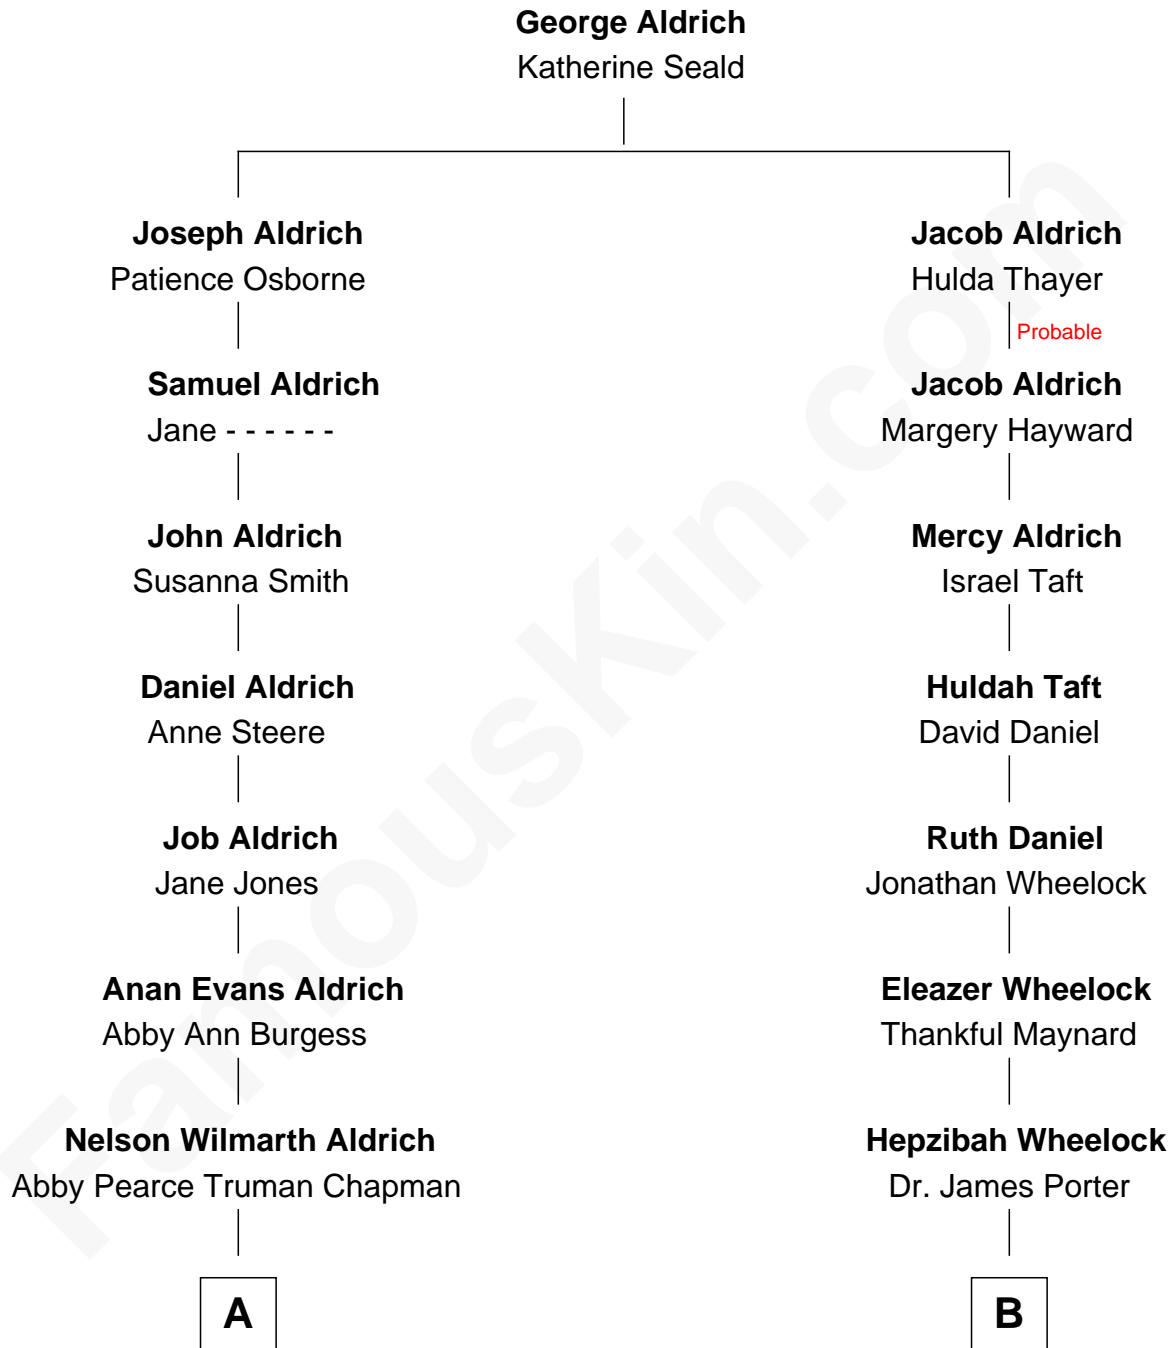 George Aldrich
Katherine Seald
Joseph Aldrich
Patience Osborne
Jacob Aldrich
Hulda Thayer
Probable
Samuel Aldrich
Jane - - - - - -
Jacob Aldrich
Margery Hayward
John Aldrich
Susanna Smith
Mercy Aldrich
Israel Taft
Daniel Aldrich
Anne Steere
Huldah Taft
David Daniel
Job Aldrich
Jane Jones
Ruth Daniel
Jonathan Wheelock
Anan Evans Aldrich
Abby Ann Burgess
Eleazer Wheelock
Thankful Maynard
Nelson Wilmarth Aldrich
Abby Pearce Truman Chapman
Hepzibah Wheelock
Dr. James Porter
A
B
FamousKin.com